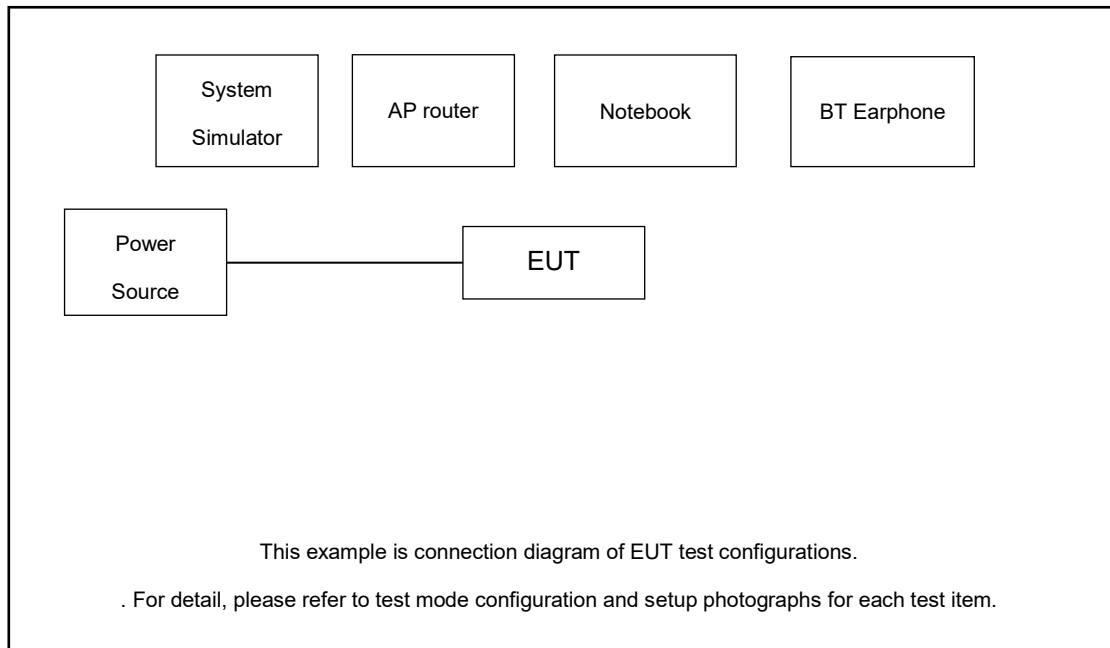 System
Simulator
AP router
Notebook
BT Earphone
Power
Source
EUT
This example is connection diagram of EUT test configurations.
. For detail, please refer to test mode configuration and setup photographs for each test item.